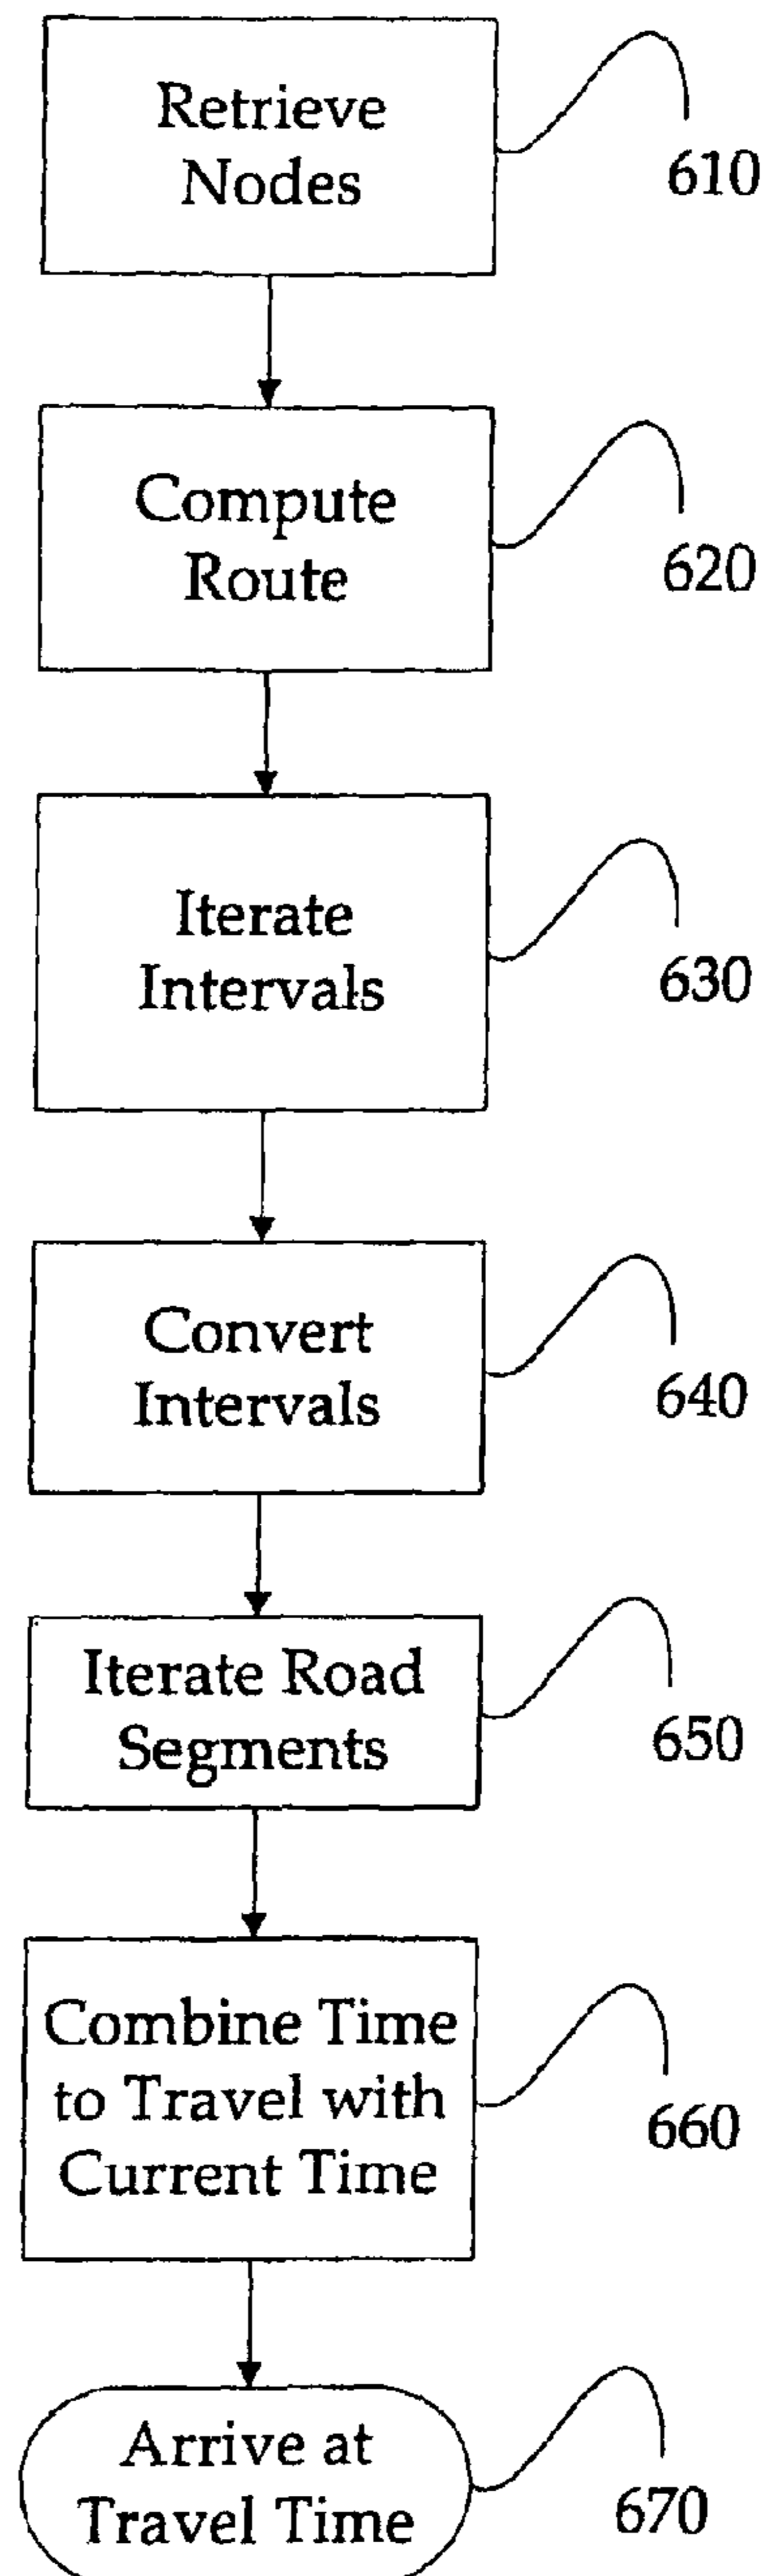 Retrieve
Nodes
610
Compute
Route
620
Iterate
Intervals
630
Convert
Intervals
640
Iterate Road
Segments
650
Combine Time
to Travel with
Current Time
660
Arrive at
Travel Time
670